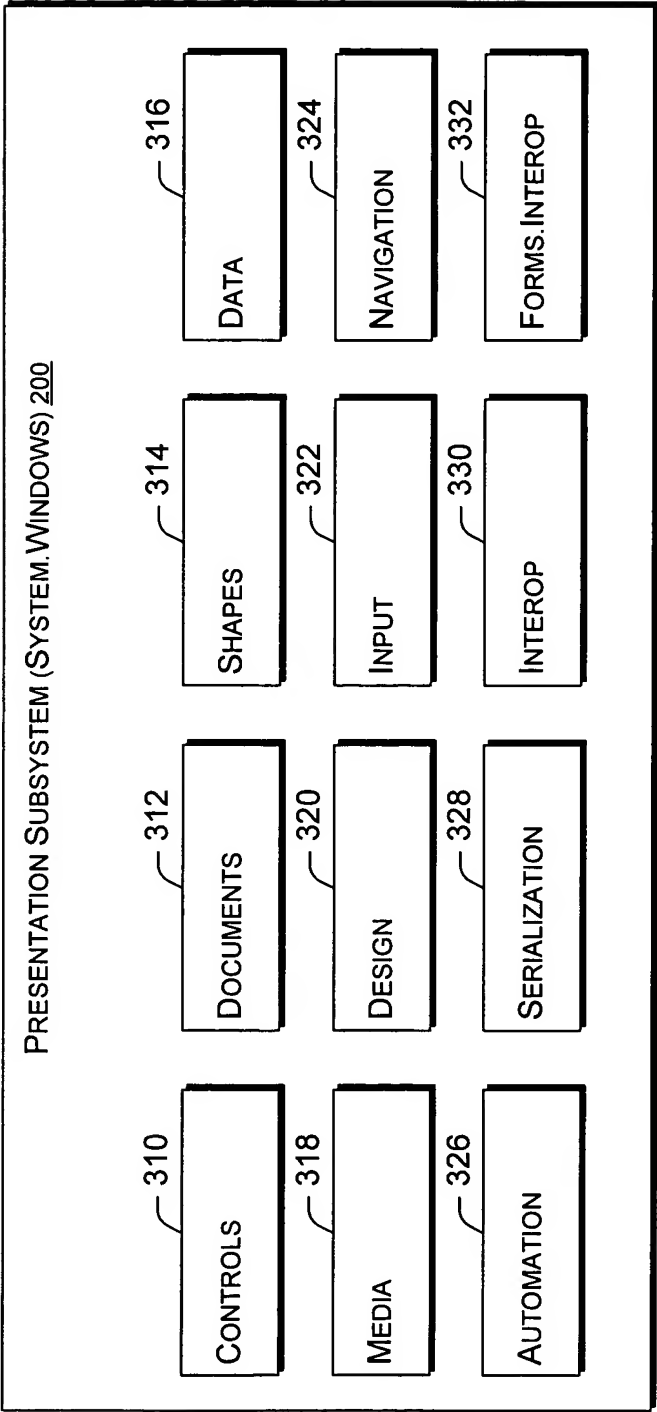 PRESENTATION SUBSYSTEM (SYSTEM.WINDOWS) 200
310
312
314
316
CONTROLS
DOCUMENTS
SHAPES
DATA
318
320
322
324
MEDIA
DESIGN
INPUT
NAVIGATION
326
328
330
332
AUTOMATION
SERIALIZATION
INTEROP
FORMS.INTEROP